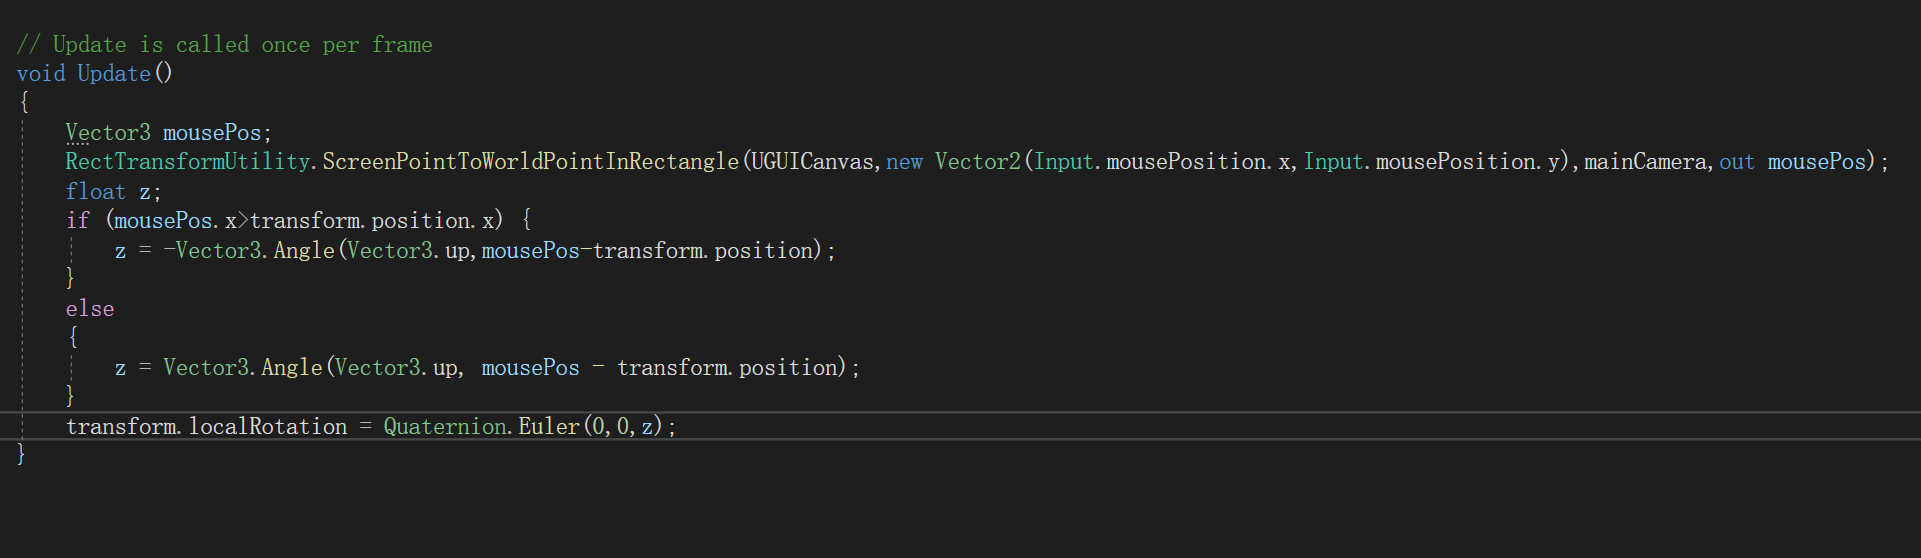 // Update is called once per frame
void Update()
{
Vector3 mousePos;
RectTransformUtility.ScreenPointToWorldPointInRectangle(UGUICanvas,new Vector2(Input.mousePosition.x,Input.mousePosition.y),mainCamera,out mousePos);
float z;
if (mousePos.x>transform.position.x) {
z = -Vector3.Angle(Vector3.up,mousePos-transform.position);
}
else
{
z = Vector3.Angle(Vector3.up, mousePos - transform.position);
}
transform.localRotation = Quaternion.Euler(0,0,z);
}